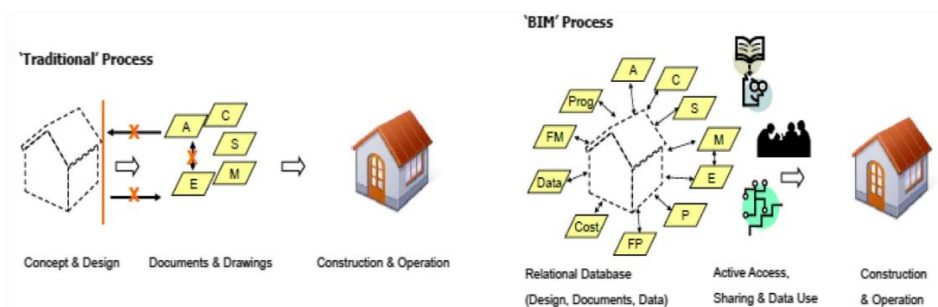 'Traditional' Process
A
C
S
E
M
Concept & Design
Documents & Drawings
Construction & Operation
'BIM' Process
A
C
Prog
S
FM
M
Data
E
Cost
P
FP
Relational Database
(Design, Documents, Data)
Active Access,
Sharing & Data Use
Construction
& Operation